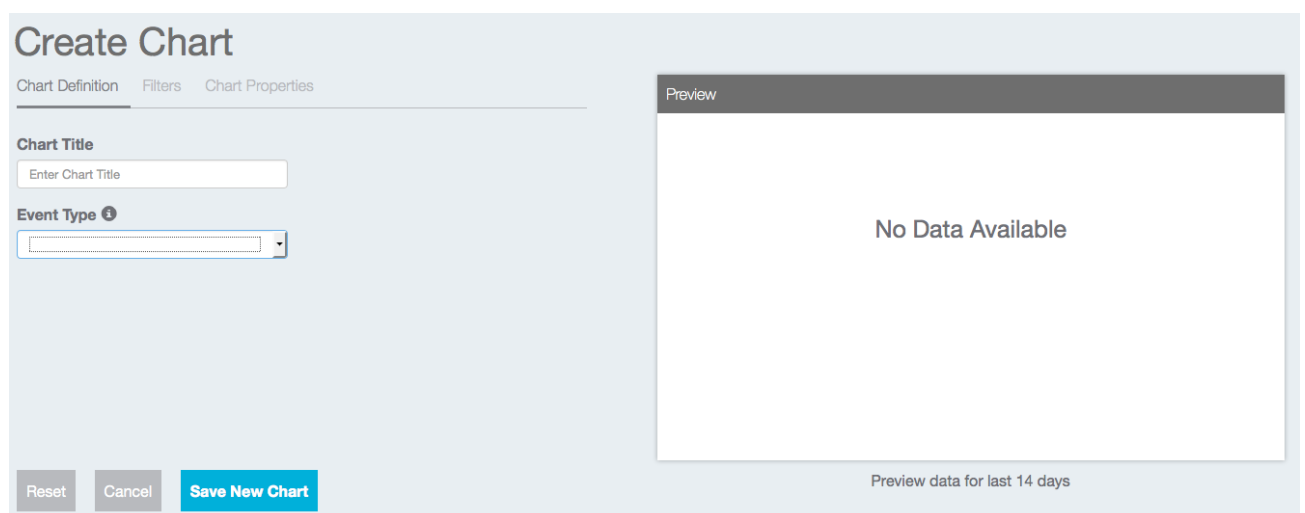 Create Chart
Chart Definition Filters Chart Properties
Chart Title
Enter Chart Title
Event Type
Reset Cancel Save New Chart
Preview
No Data Available
Preview data for last 14 days